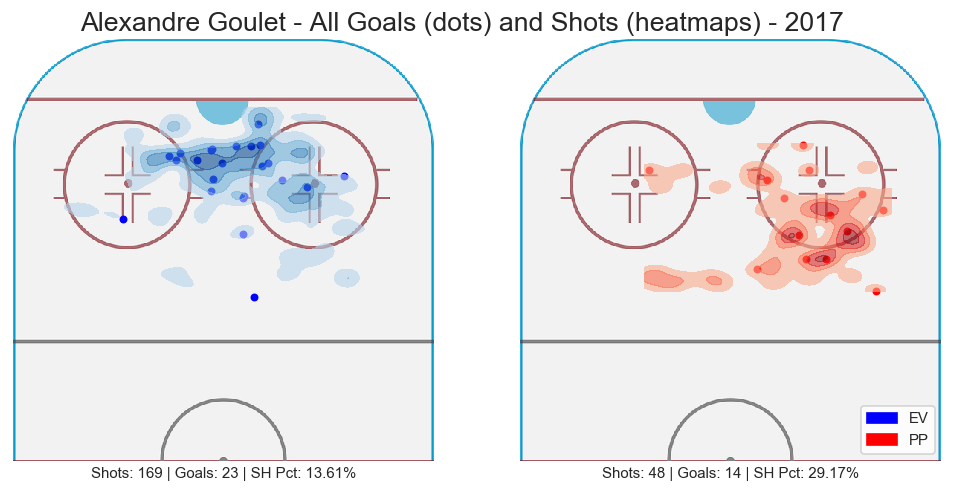 Alexandre Goulet - All Goals (dots) and Shots (heatmaps) - 2017
EV
PP
Shots: 169 | Goals: 23 | SH Pct: 13.61%
Shots: 48 | Goals: 14 | SH Pct: 29.17%